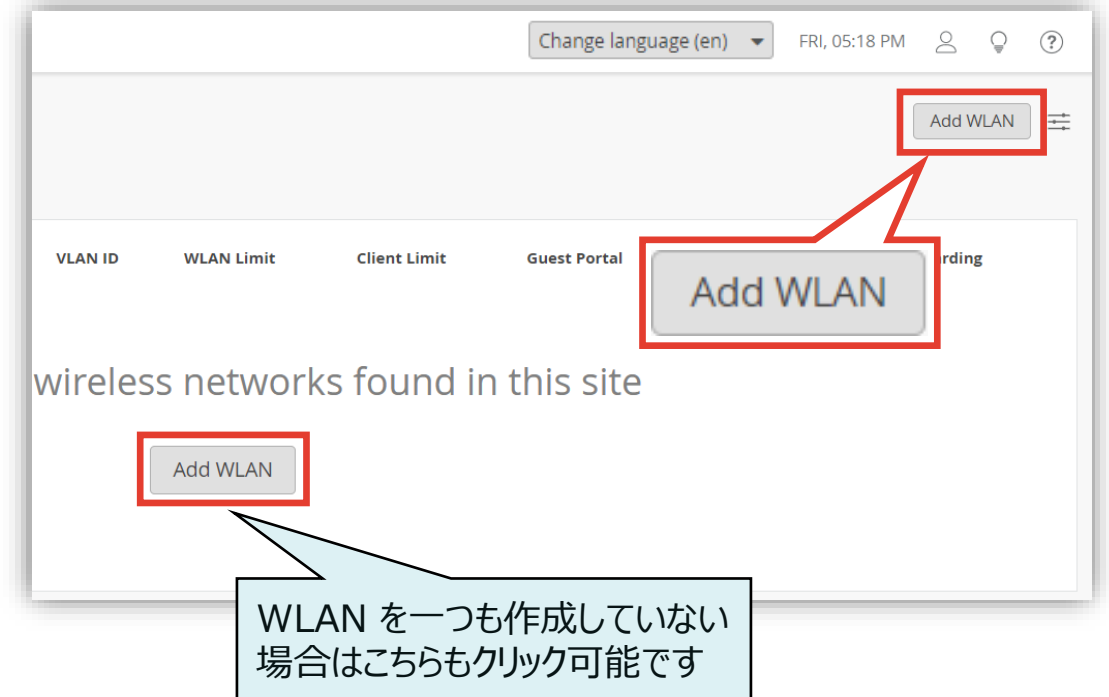 Change language (en) FRI, 05:18 PM
Add WLAN
VLAN ID WLAN Limit Client Limit Guest Portal
Add WLAN
wireless networks found in this site
Add WLAN
WLAN を一つも作成していない
場合はこちらもクリック可能です